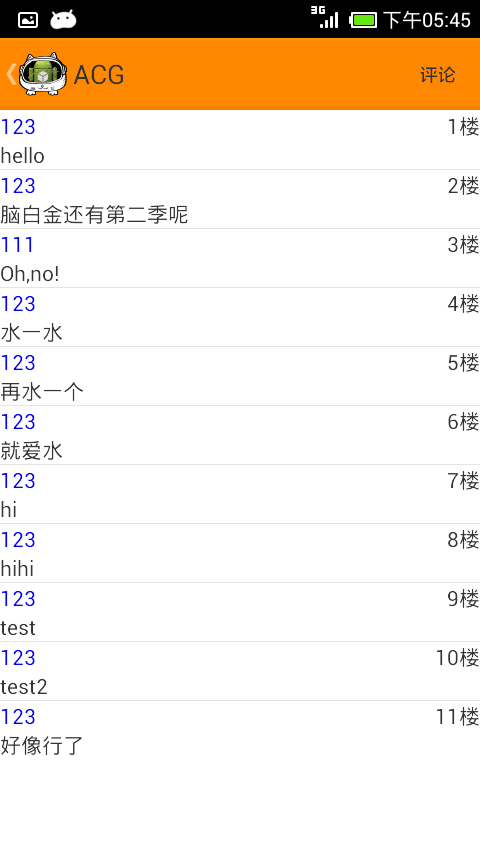 3G 下午05:45
ACG 评论
123 1楼
hello
123 2楼
脑白金还有第二季呢
111 3楼
Oh,no!
123 4楼
水一水
123 5楼
再水一个
123 6楼
就爱水
123 7楼
hi
123 8楼
hihi
123 9楼
test
123 10楼
test2
123 11楼
好像行了